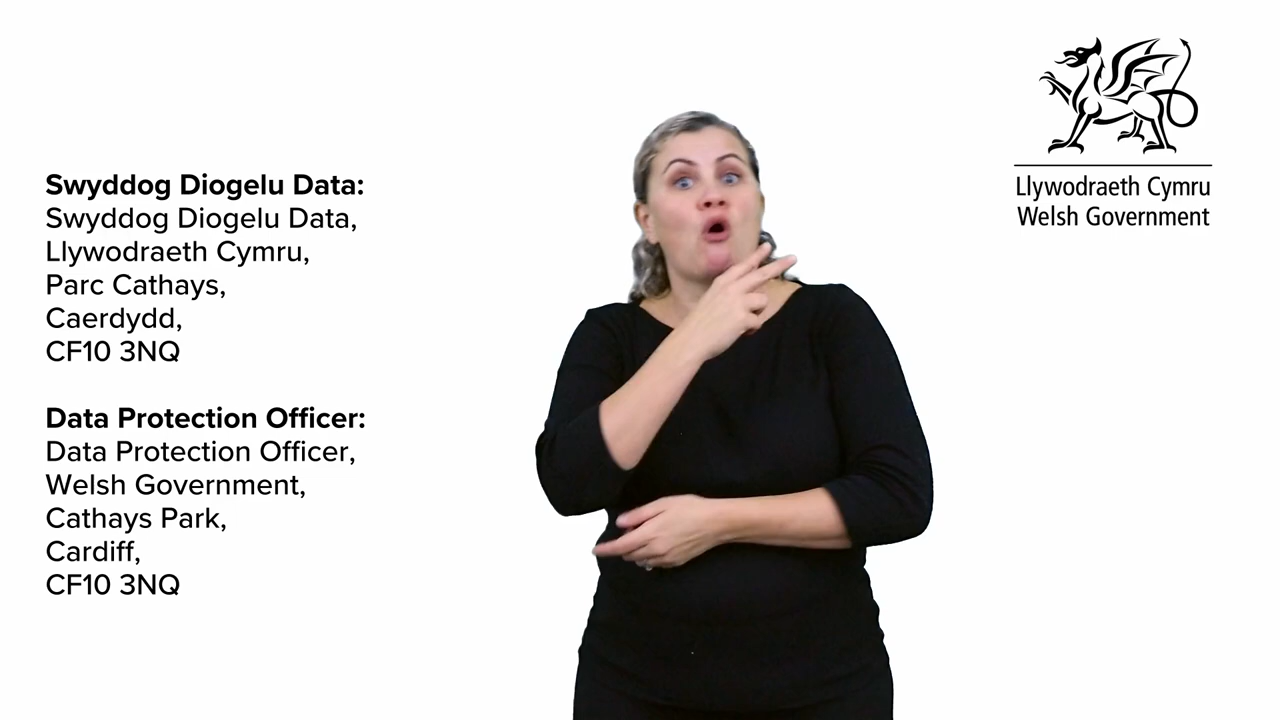 Swyddog Diogelu Data:
Swyddog Diogelu Data,
Llywodraeth Cymru,
Parc Cathays,
Caerdydd,
CF10 3NQ
Data Protection Officer:
Data Protection Officer,
Welsh Government,
Cathays Park,
Cardiff,
CF10 3NQ
Llywodraeth Cymru
Welsh Government